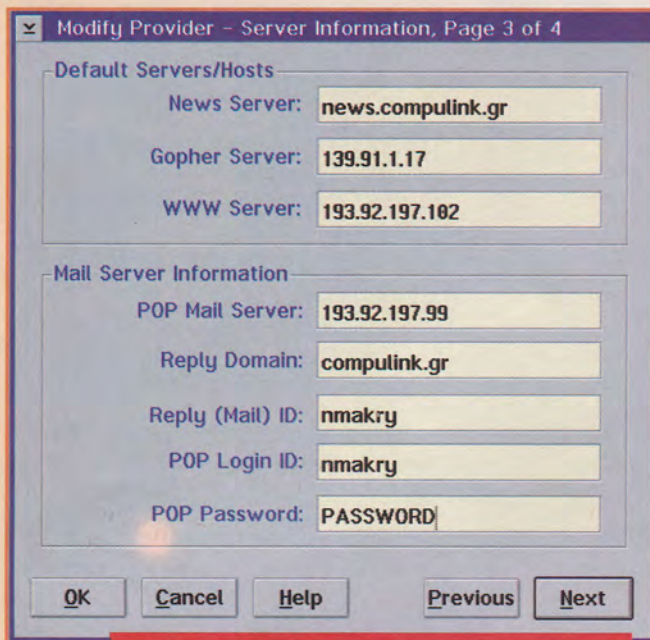 Modify Provider – Server Information, Page 3 of 4
Default Servers/Hosts
News Server: news.compulink.gr
Gopher Server: 139.91.1.17
WWW Server: 193.92.197.102
Mail Server Information
POP Mail Server: 193.92.197.99
Reply Domain: compulink.gr
Reply (Mail) ID: nmakry
POP Login ID: nmakry
POP Password: PASSWORD
OK Cancel Help Previous Next